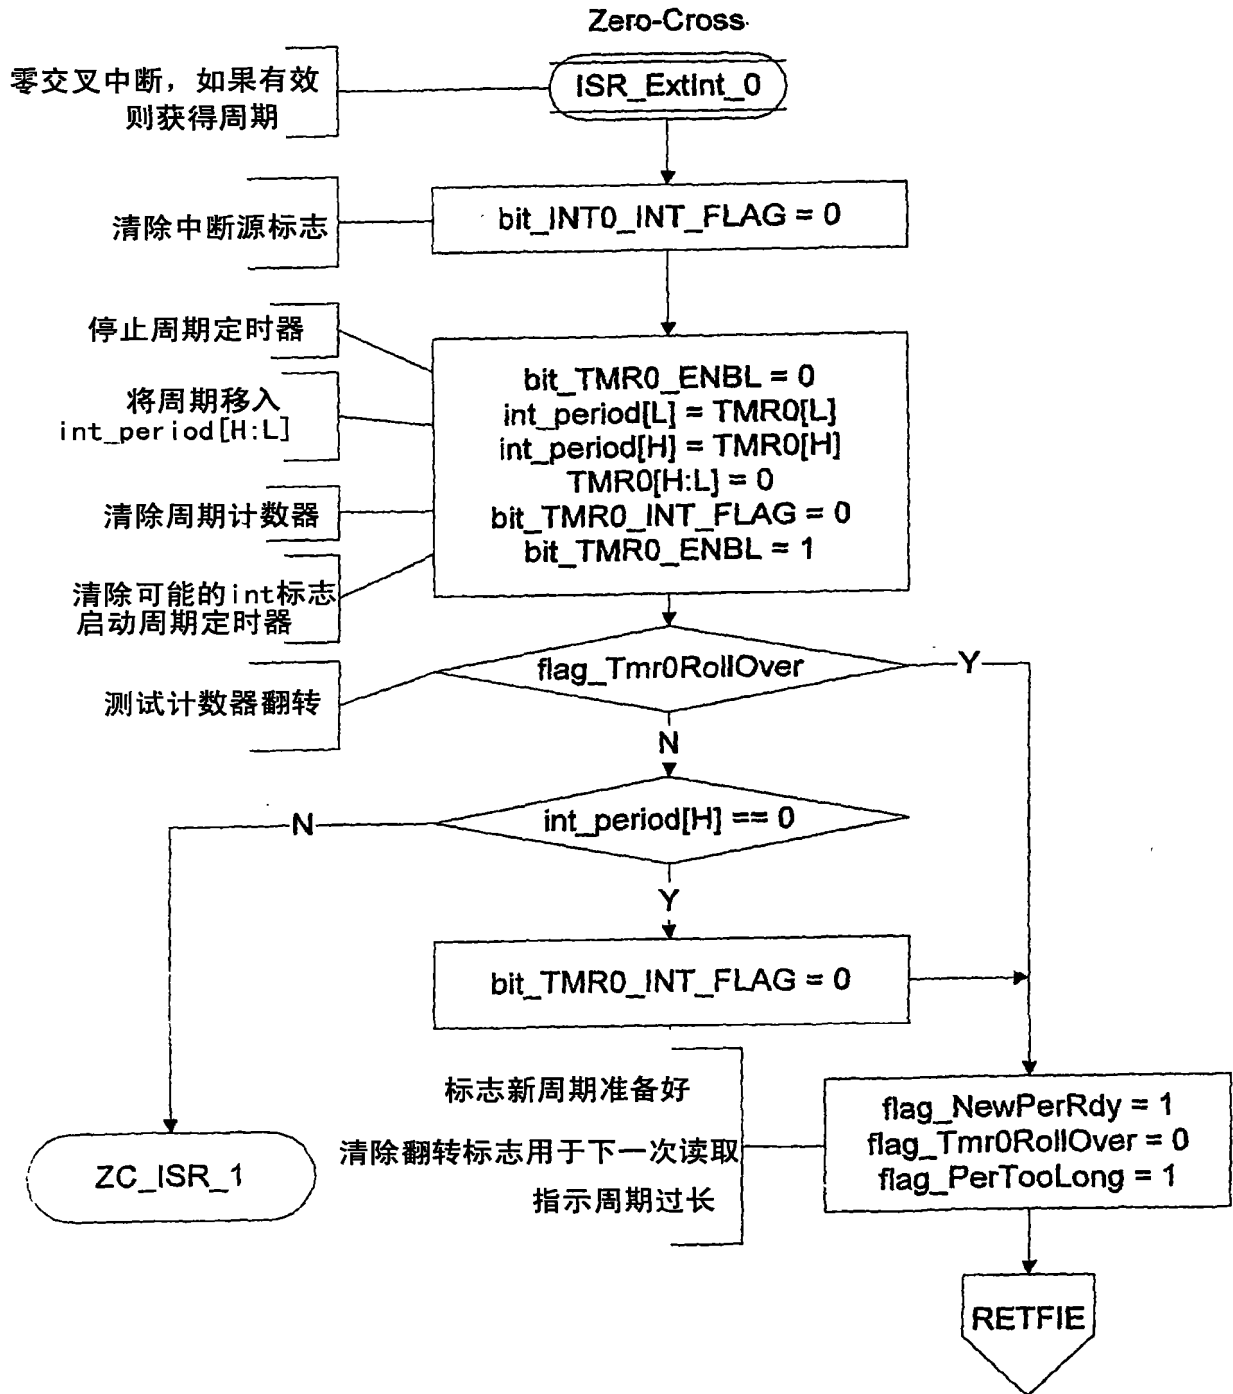 Zero-Cross
ISR_ExtInt_0
零交叉中断，如果有效
则获得周期
bit_INT0_INT_FLAG = 0
清除中断源标志
停止周期定时器
将周期移入
int_period[H:L]
清除周期计数器
清除可能的int标志
启动周期定时器
bit_TMR0_ENBL = 0
int_period[L] = TMR0[L]
int_period[H] = TMR0[H]
TMR0[H:L] = 0
bit_TMR0_INT_FLAG = 0
bit_TMR0_ENBL = 1
flag_Tmr0RollOver
Y
测试计数器翻转
N
int_period[H] == 0
N
Y
bit_TMR0_INT_FLAG = 0
标志新周期准备好
清除翻转标志用于下一次读取
指示周期过长
flag_NewPerRdy = 1
flag_Tmr0RollOver = 0
flag_PerTooLong = 1
ZC_ISR_1
RETFIE